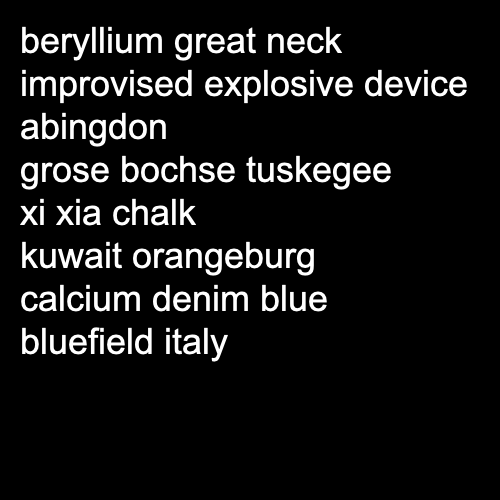 beryllium great neck
improvised explosive device
abingdon
grose bochse tuskegee
xi xia chalk
kuwait orangeburg
calcium denim blue
bluefield italy